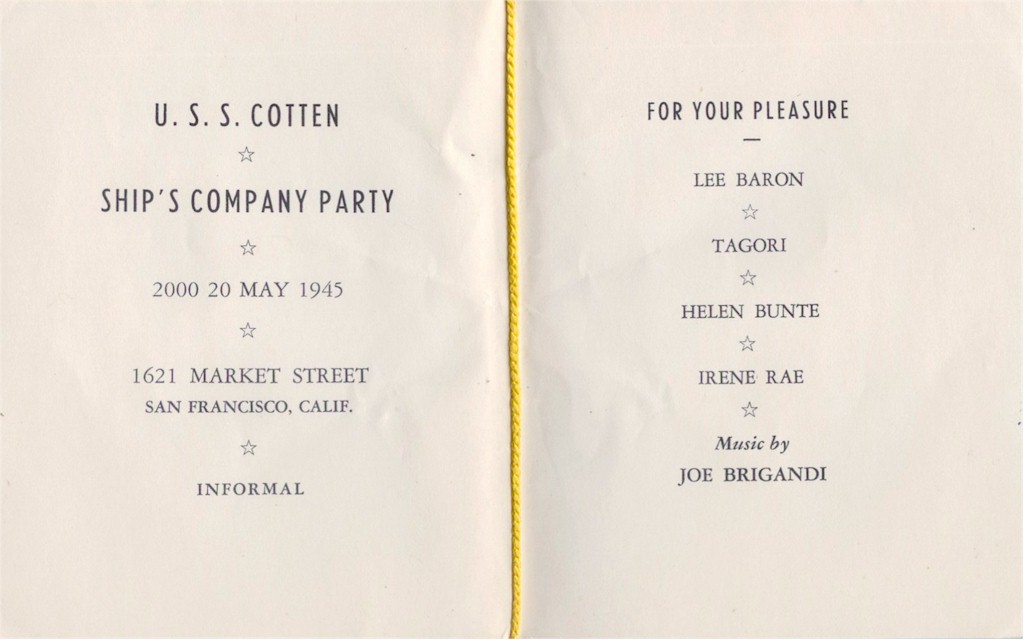 U. S. S. COTTEN
SHIP'S COMPANY PARTY
2000 20 MAY 1945
1621 MARKET STREET
SAN FRANCISCO, CALIF.
INFORMAL
FOR YOUR PLEASURE
LEE BARON
TAGORI
HELEN BUNTE
IRENE RAE
Music by
JOE BRIGANDI